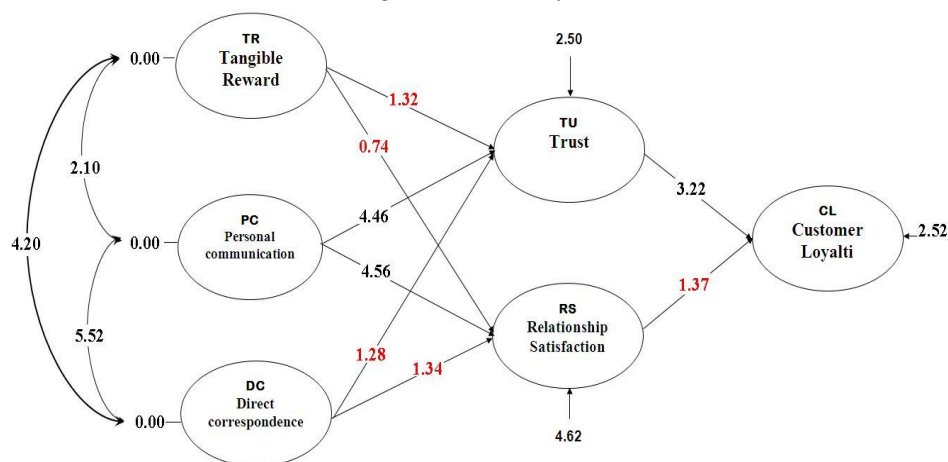 TR
Tangible
Reward
0.00
2.50
1.32
TU
Trust
0.74
2.10
3.22
PC
Personal
communication
0.00
4.46
CL
Customer
Loyalti
2.52
4.20
4.56
1.37
RS
Relationship
Satisfaction
5.52
1.28
1.34
DC
Direct
correspondence
0.00
4.62